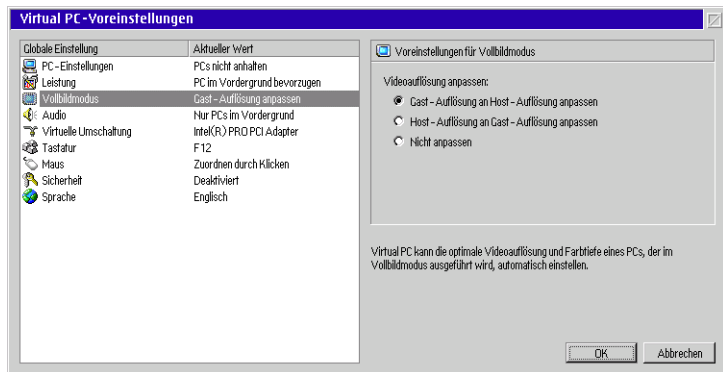 Virtual PC-Voreinstellungen
Globale Einstellung Aktueller Wert
PC-Einstellungen PCs nicht anhalten
Leistung PC im Vordergrund bevorzugen
Vollbildmodus Gast-Auflösung anpassen
Audio Nur PCs im Vordergrund
Virtuelle Umschaltung Intel(R) PRO PCI Adapter
Tastatur F12
Maus Zuordnen durch Klicken
Sicherheit Deaktiviert
Sprache Englisch
Voreinstellungen für Vollbildmodus
Videoauflösung anpassen:
Gast-Auflösung an Host-Auflösung anpassen
Host-Auflösung an Gast-Auflösung anpassen
Nicht anpassen
Virtual PC kann die optimale Videoauflösung und Farbtiefe eines PCs, der im
Vollbildmodus ausgeführt wird, automatisch einstellen.
OK Abbrechen